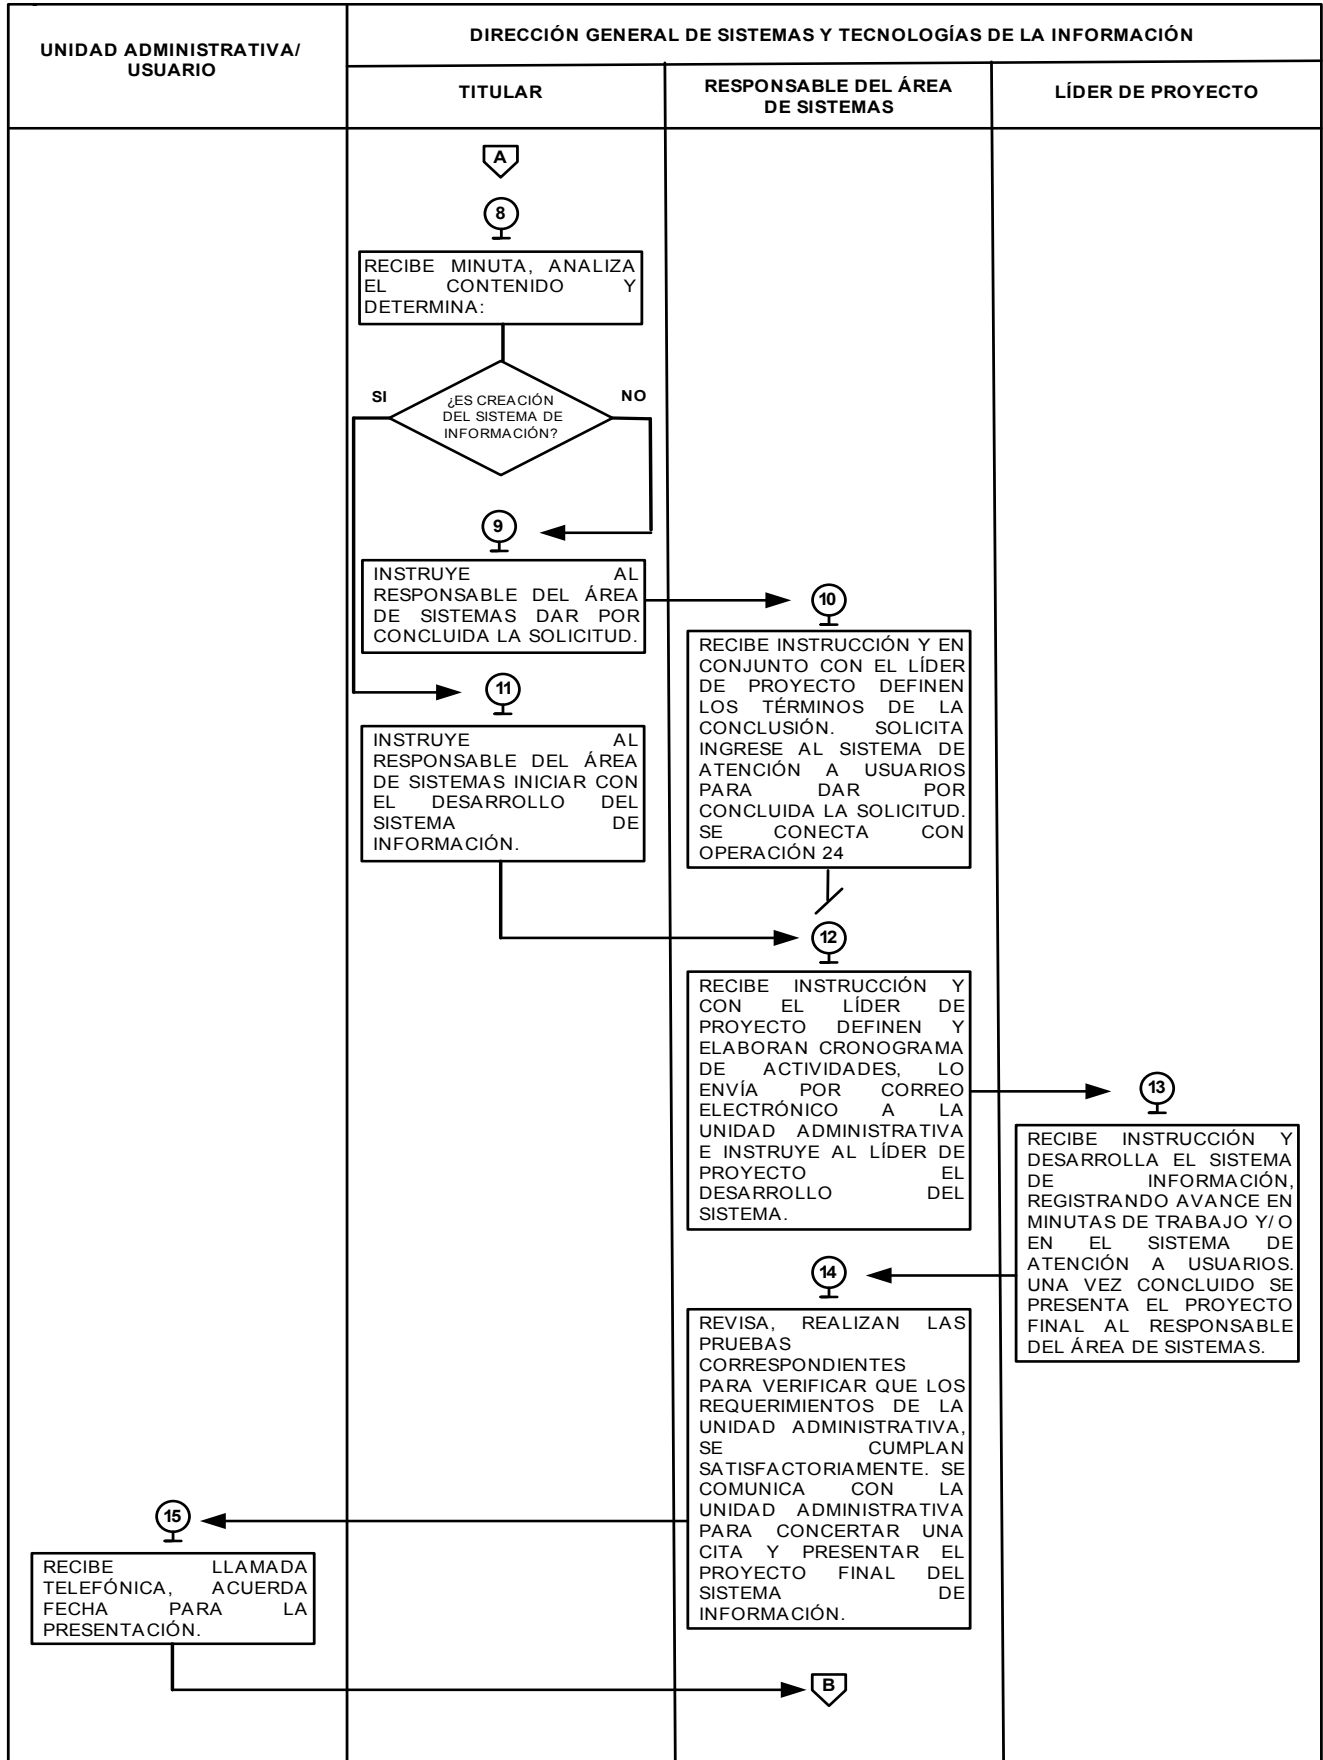 UNIDAD ADMINISTRATIVA/
USUARIO
DIRECCIÓN GENERAL DE SISTEMAS Y TECNOLOGÍAS DE LA INFORMACIÓN
TITULAR
RESPONSABLE DEL ÁREA
DE SISTEMAS
LÍDER DE PROYECTO
A
8
RECIBE MINUTA, ANALIZA
EL CONTENIDO Y
DETERMINA:
SI
¿ES CREACIÓN
DEL SISTEMA DE
INFORMACIÓN?
NO
9
INSTRUYE AL
RESPONSABLE DEL ÁREA
DE SISTEMAS DAR POR
CONCLUIDA LA SOLICITUD.
10
RECIBE INSTRUCCIÓN Y EN
CONJUNTO CON EL LÍDER
DE PROYECTO DEFINEN
LOS TÉRMINOS DE LA
CONCLUSIÓN. SOLICITA
INGRESE AL SISTEMA DE
ATENCIÓN A USUARIOS
PARA DAR POR
CONCLUIDA LA SOLICITUD.
SE CONECTA CON
OPERACIÓN 24
11
INSTRUYE AL
RESPONSABLE DEL ÁREA
DE SISTEMAS INICIAR CON
EL DESARROLLO DEL
SISTEMA DE
INFORMACIÓN.
12
RECIBE INSTRUCCIÓN Y
CON EL LÍDER DE
PROYECTO DEFINEN Y
ELABORAN CRONOGRAMA
DE ACTIVIDADES, LO
ENVÍA POR CORREO
ELECTRÓNICO A LA
UNIDAD ADMINISTRATIVA
E INSTRUYE AL LÍDER DE
PROYECTO EL
DESARROLLO DEL
SISTEMA.
13
RECIBE INSTRUCCIÓN Y
DESARROLLA EL SISTEMA
DE INFORMACIÓN,
REGISTRANDO AVANCE EN
MINUTAS DE TRABAJO Y/O
EN EL SISTEMA DE
ATENCIÓN A USUARIOS.
UNA VEZ CONCLUIDO SE
PRESENTA EL PROYECTO
FINAL AL RESPONSABLE
DEL ÁREA DE SISTEMAS.
14
REVISA, REALIZAN LAS
PRUEBAS
CORRESPONDIENTES
PARA VERIFICAR QUE LOS
REQUERIMIENTOS DE LA
UNIDAD ADMINISTRATIVA,
SE CUMPLAN
SATISFACTORIAMENTE. SE
COMUNICA CON LA
UNIDAD ADMINISTRATIVA
PARA CONCERTAR UNA
CITA Y PRESENTAR EL
PROYECTO FINAL DEL
SISTEMA DE
INFORMACIÓN.
15
RECIBE LLAMADA
TELEFÓNICA, ACUERDA
FECHA PARA LA
PRESENTACIÓN.
B